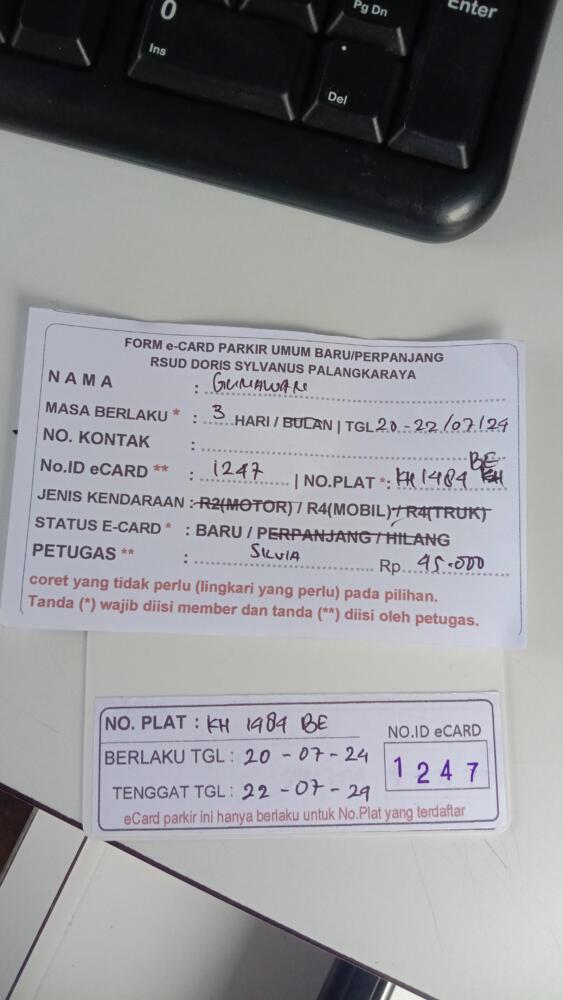 0
Ins
Pg Dn
Enter
.
Del
FORM e-CARD PARKIR UMUM BARU/PERPANJANG
RSUD DORIS SYLVANUS PALANGKARAYA
NAMA : GUNAWAN
MASA BERLAKU * : 3 HARI / BULAN | TGL 20 - 22/07/24
NO. KONTAK :
No.ID eCARD ** : 1247 | NO.PLAT *: KH 1484 BE
JENIS KENDARAAN : R2(MOTOR) / R4(MOBIL) / R4(TRUK)
STATUS E-CARD * : BARU / PERPANJANG / HILANG
PETUGAS ** : SILVIA Rp. 45.000
coret yang tidak perlu (lingkari yang perlu) pada pilihan.
Tanda (*) wajib diisi member dan tanda (**) diisi oleh petugas.
NO. PLAT : KH 1484 BE
NO.ID eCARD
BERLAKU TGL : 20 - 07 - 24
1247
TENGGAT TGL : 22 - 07 - 24
eCard parkir ini hanya berlaku untuk No.Plat yang terdaftar